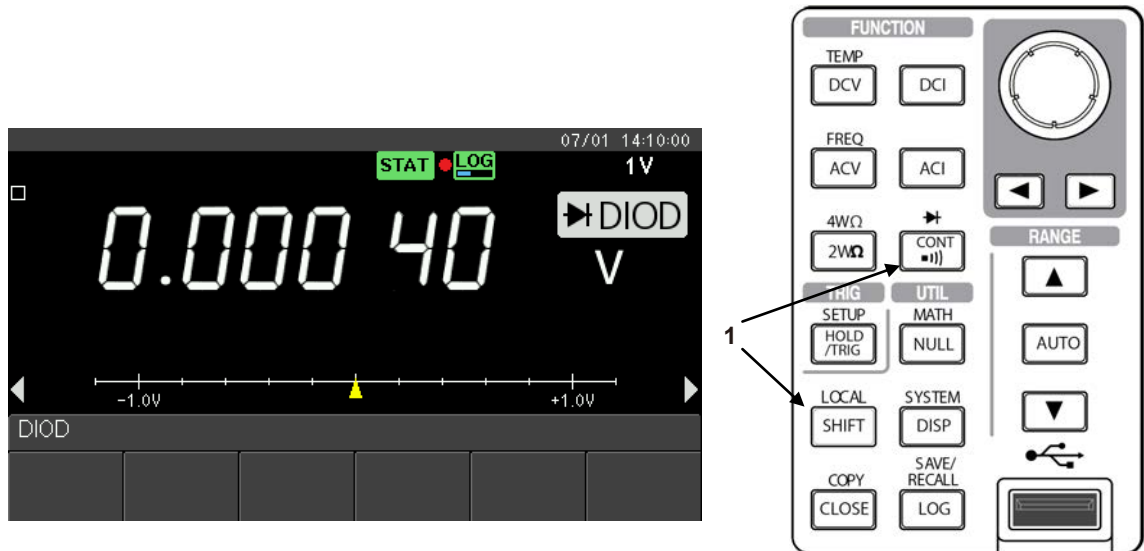 07/01 14:10:00
STAT LOG 1V
0.000 40
DIOD
V
-1.0V +1.0V
DIOD
1
FUNCTION
TEMP
DCV DCI
FREQ
ACV ACI
4WΩ
2WΩ CONT
RANGE
TRIG UTIL
SETUP MATH
HOLD
/TRIG NULL AUTO
LOCAL SYSTEM
SHIFT DISP
COPY SAVE/
RECALL
CLOSE LOG